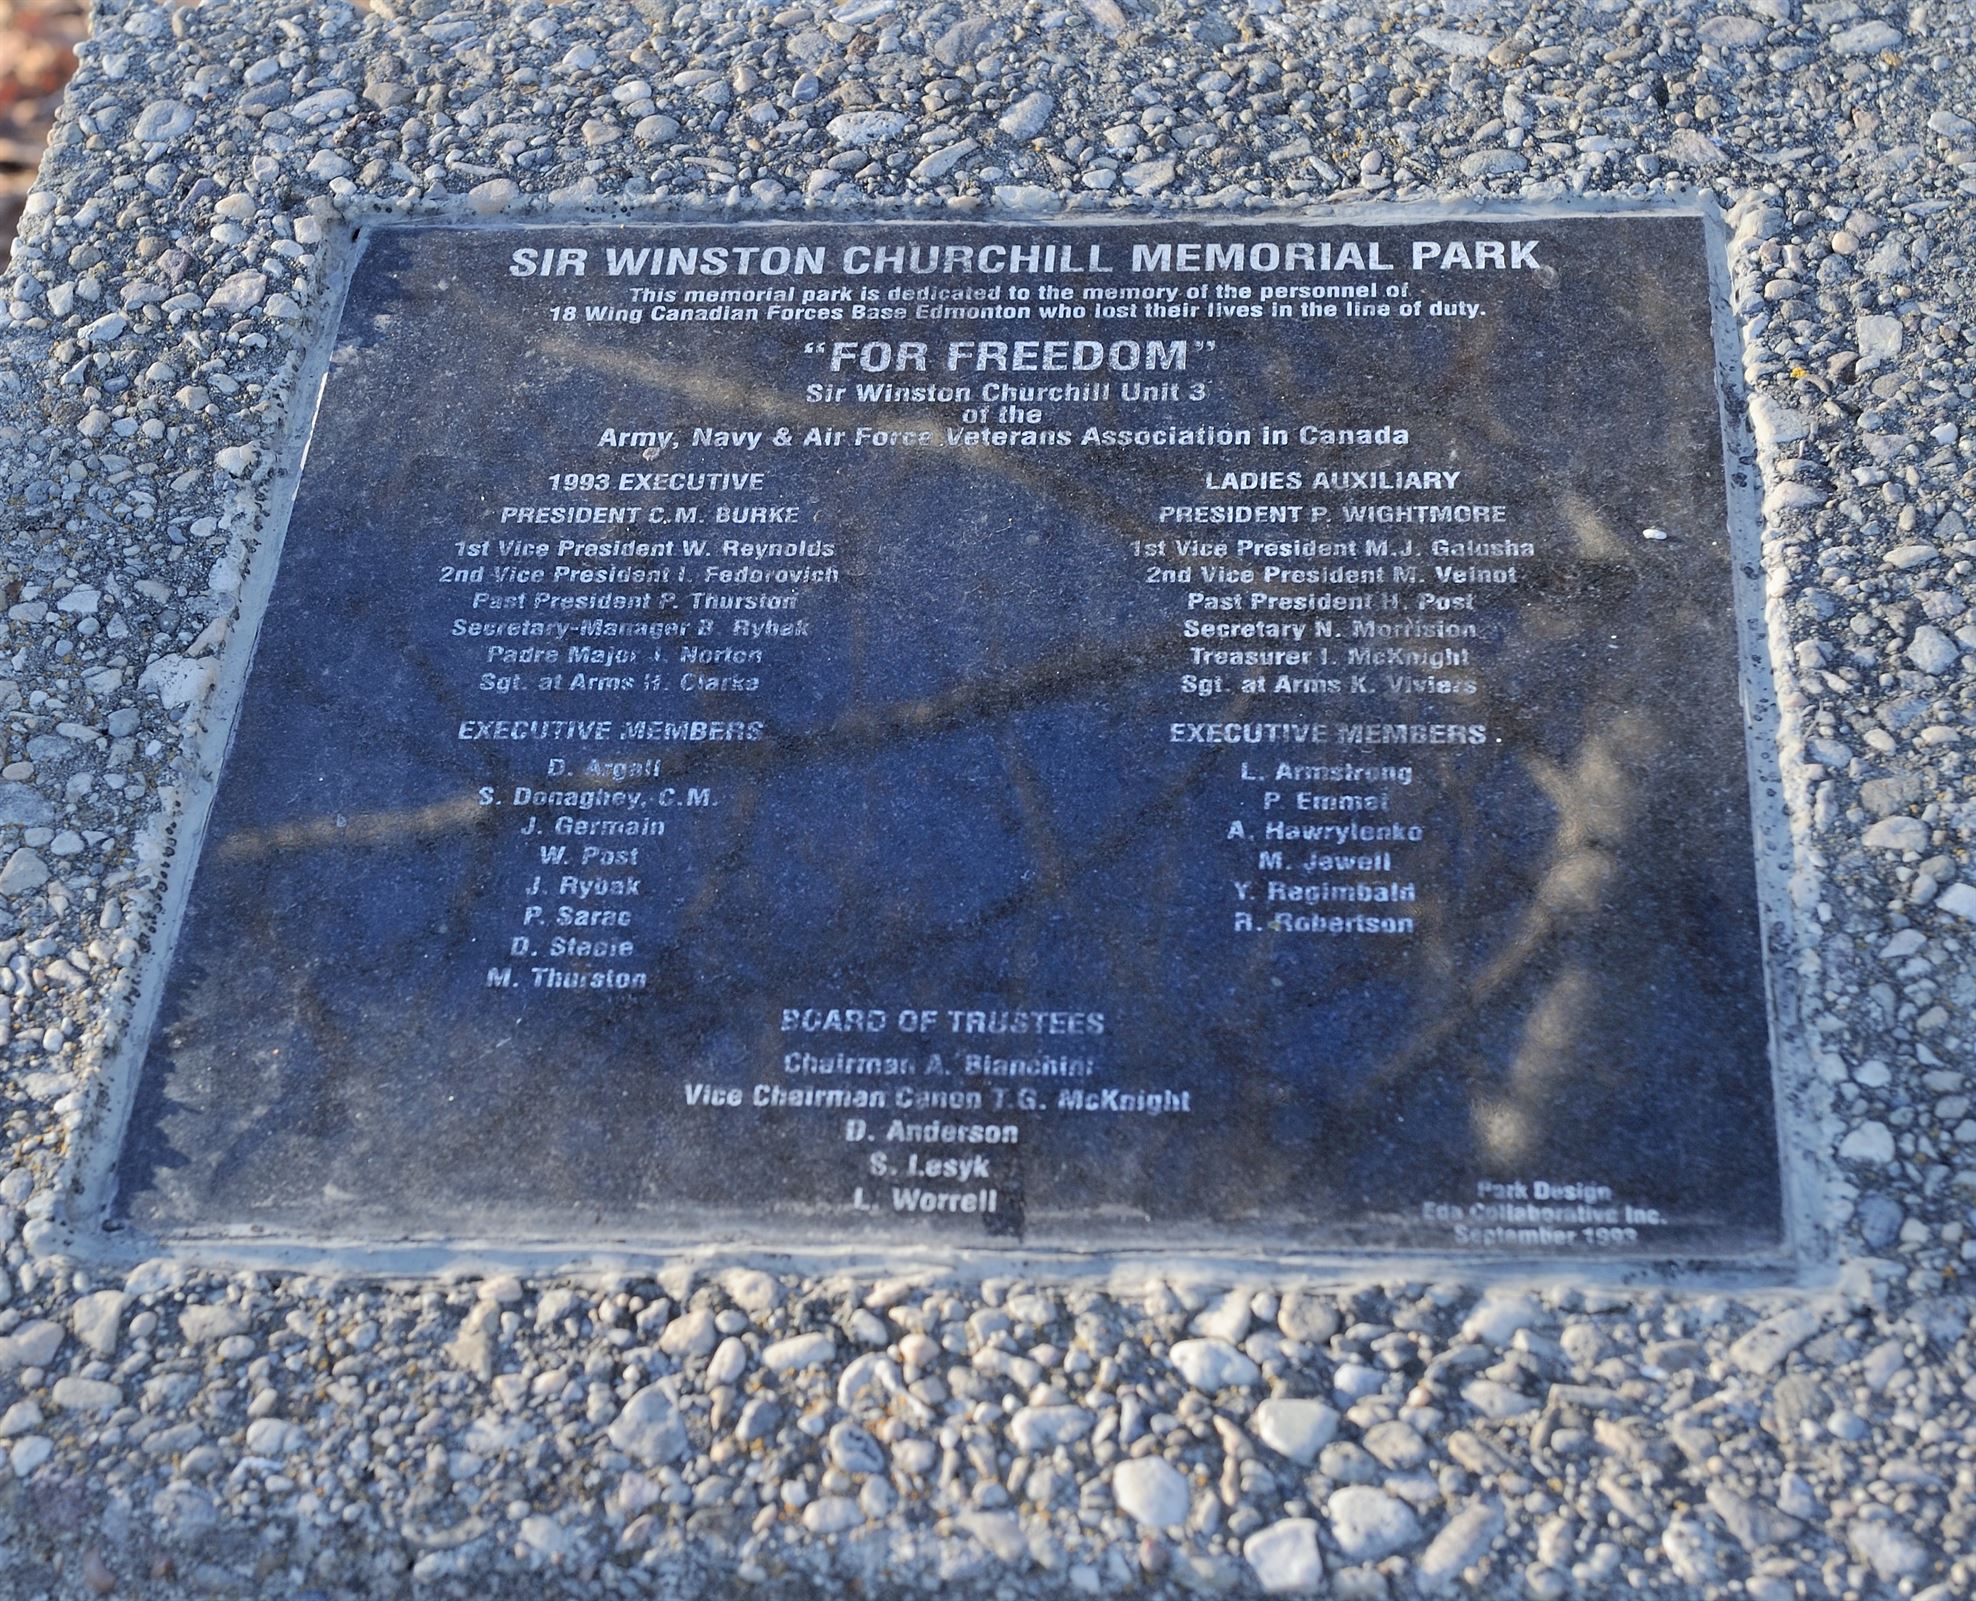 SIR WINSTON CHURCHILL MEMORIAL PARK
This memorial park is dedicated to the memory of the personnel of
18 Wing Canadian Forces Base Edmonton who lost their lives in the line of duty.
"FOR FREEDOM"
Sir Winston Churchill Unit 3
of the
Army, Navy & Air Force Veterans Association in Canada
1993 EXECUTIVE
PRESIDENT C.M. BURKE
1st Vice President W. Reynolds
2nd Vice President I. Fedorovich
Past President P. Thurston
Secretary-Manager B. Rybak
Padre Major J. Norton
Sgt. at Arms H. Clarke
EXECUTIVE MEMBERS
D. Argall
S. Donaghey, C.M.
J. Germain
W. Post
J. Rybak
P. Sarac
D. Steele
M. Thurston
LADIES AUXILIARY
PRESIDENT P. WIGHTMORE
1st Vice President M.J. Galusha
2nd Vice President M. Veinot
Past President H. Post
Secretary N. Morrision
Treasurer I. McKnight
Sgt. at Arms K. Viviers
EXECUTIVE MEMBERS
L. Armstrong
P. Emmel
A. Hawrylenko
M. Jewell
Y. Regimbald
R. Robertson
BOARD OF TRUSTEES
Chairman A. Bianchini
Vice Chairman Canon T.G. McKnight
D. Anderson
S. Lesyk
L. Worrell
Park Design
Eda Collaborative Inc.
September 1993